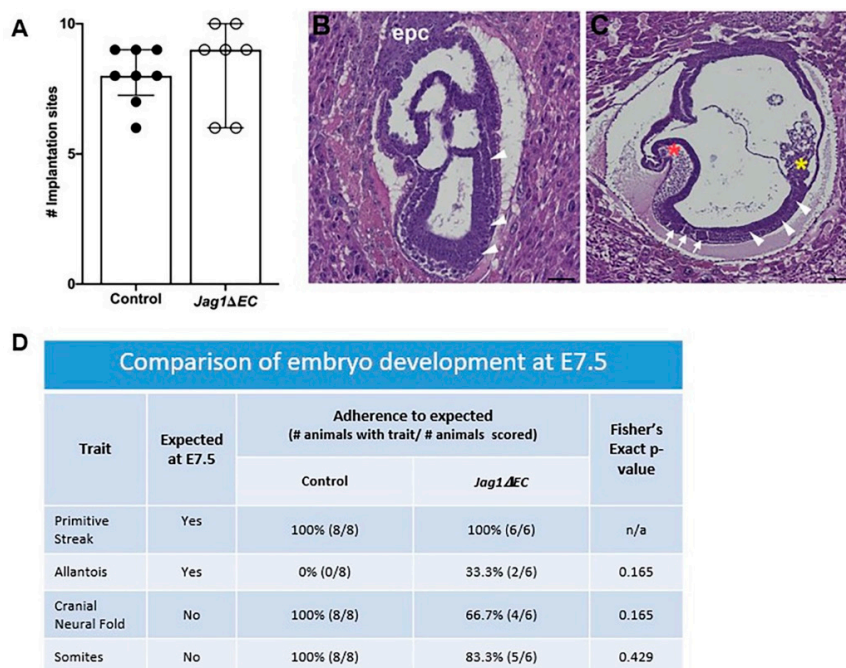 A
# Implantation sites
10
5
0
Control
Jag1ΔEC
B
epc
*
C
*
D
Comparison of embryo development at E7.5
Trait
Expected
at E7.5
Adherence to expected
(# animals with trait/ # animals scored)
Fisher's
Exact p-
value
Control
Jag1ΔEC
Primitive
Streak
Yes
100% (8/8)
100% (6/6)
n/a
Allantois
Yes
0% (0/8)
33.3% (2/6)
0.165
Cranial
Neural Fold
No
100% (8/8)
66.7% (4/6)
0.165
Somites
No
100% (8/8)
83.3% (5/6)
0.429